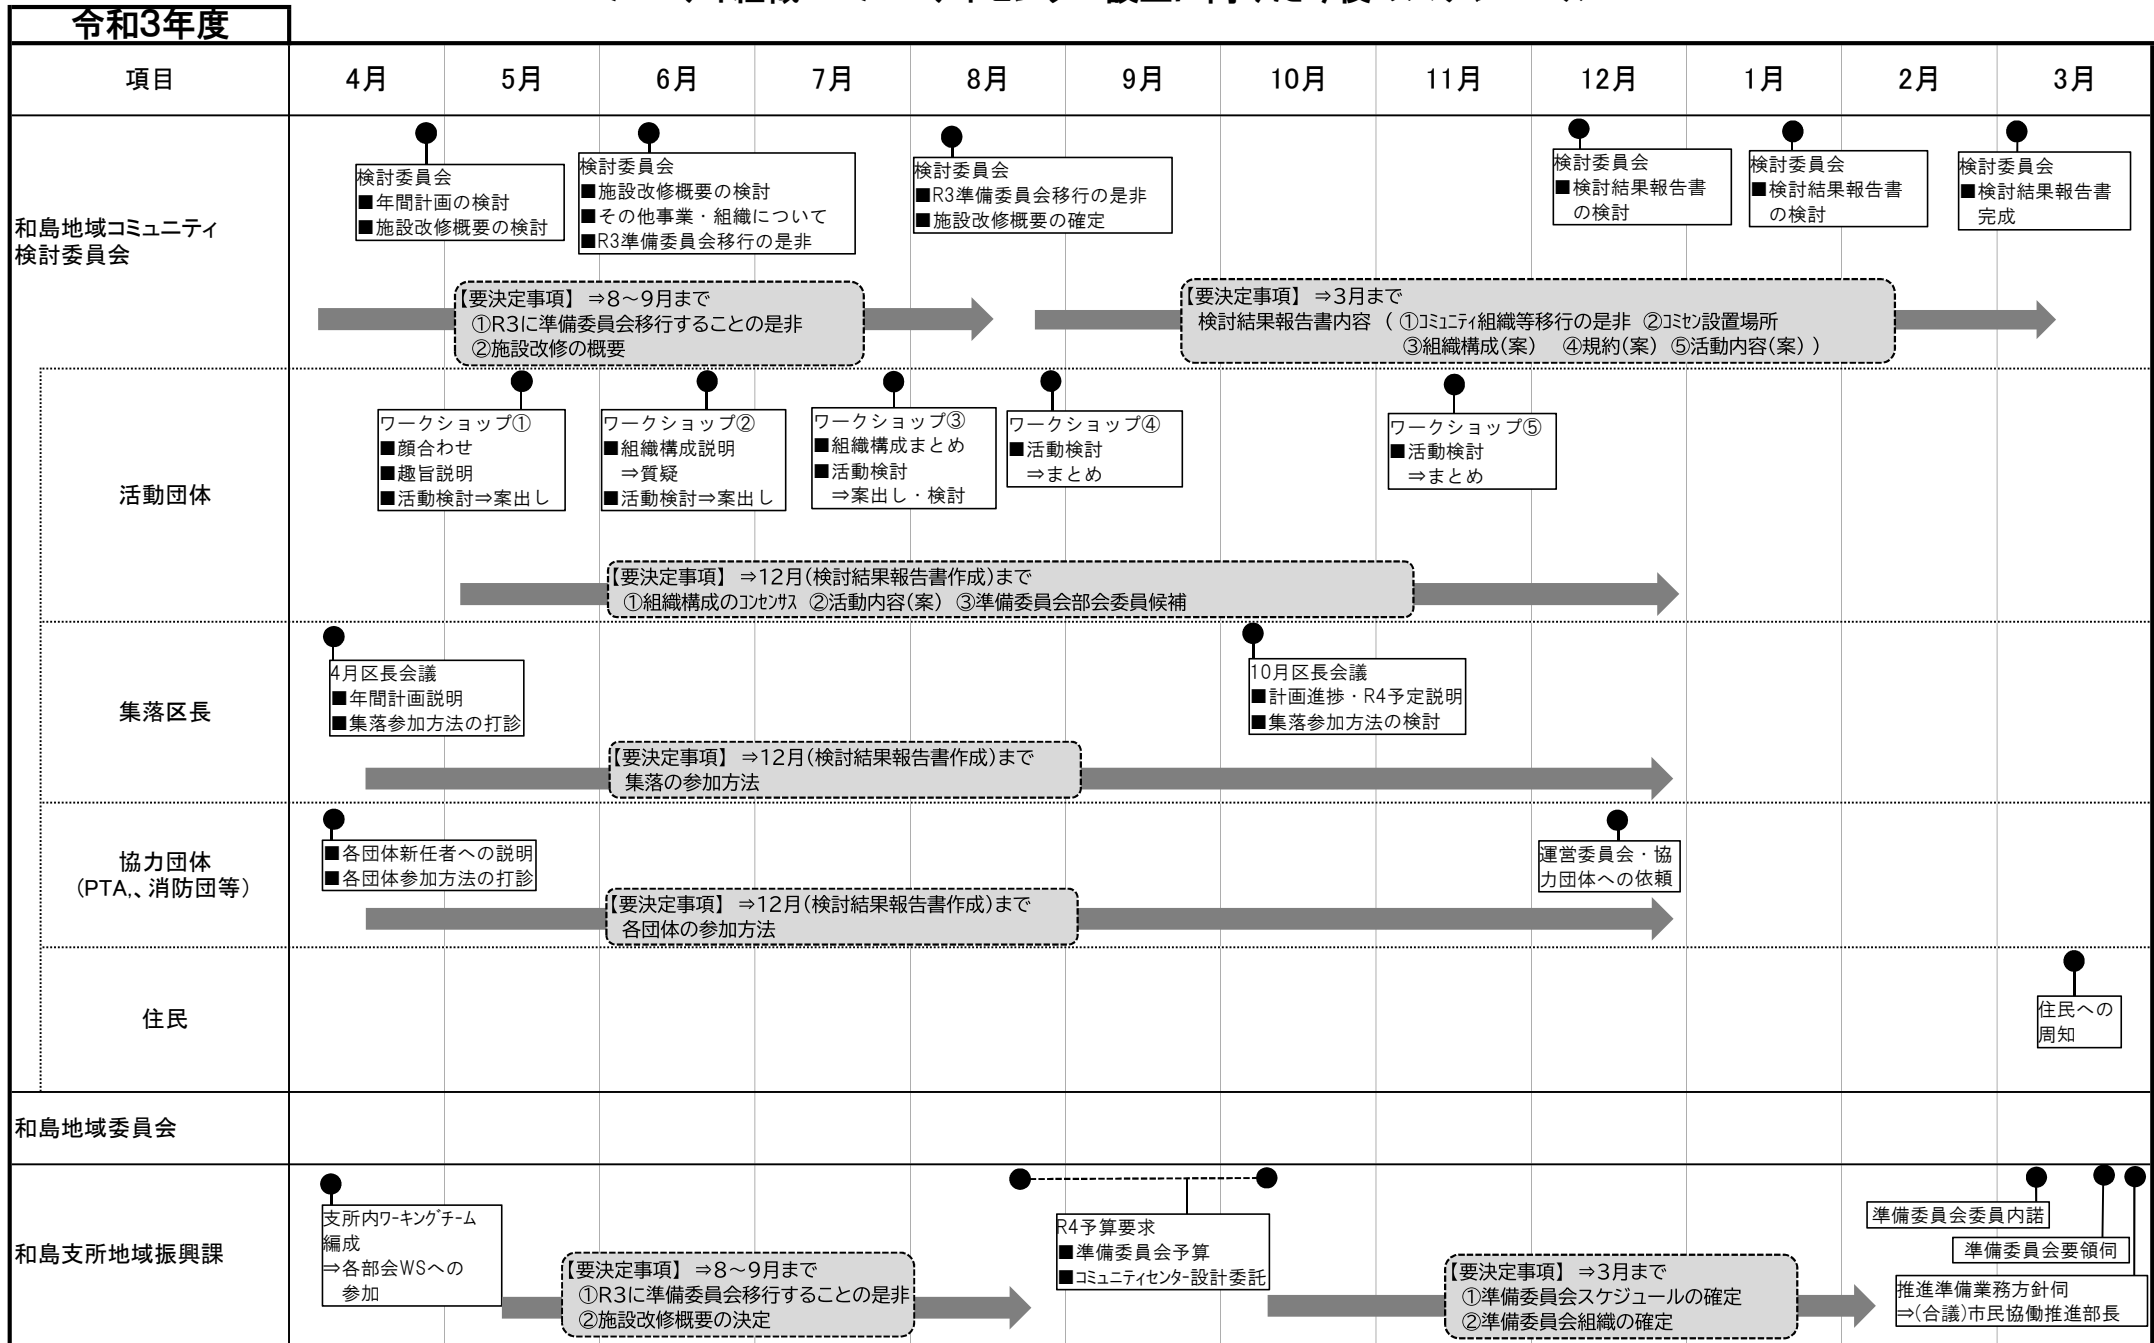 令和3年度
項目
4月
5月
6月
7月
8月
9月
10月
11月
12月
1月
2月
3月
和島地域コミュニティ
検討委員会
検討委員会
■年間計画の検討
■施設改修概要の検討
検討委員会
■施設改修概要の検討
■その他事業・組織について
■R3準備委員会移行の是非
検討委員会
■R3準備委員会移行の是非
■施設改修概要の確定
検討委員会
■検討結果報告書
の検討
検討委員会
■検討結果報告書
の検討
検討委員会
■検討結果報告書
完成
【要決定事項】 ⇒8~9月まで
①R3に準備委員会移行することの是非
②施設改修の概要
【要決定事項】 ⇒3月まで
検討結果報告書内容 ( ①ｺﾐｭﾆﾃｨ組織等移行の是非 ②ｺﾐｾﾝ設置場所
③組織構成(案) ④規約(案) ⑤活動内容(案) )
活動団体
ワークショップ①
■顔合わせ
■趣旨説明
■活動検討⇒案出し
ワークショップ②
■組織構成説明
⇒質疑
■活動検討⇒案出し
ワークショップ③
■組織構成まとめ
■活動検討
⇒案出し・検討
ワークショップ④
■活動検討
⇒まとめ
ワークショップ⑤
■活動検討
⇒まとめ
【要決定事項】 ⇒12月(検討結果報告書作成)まで
①組織構成のｺﾝｾﾝｻｽ ②活動内容(案) ③準備委員会部会委員候補
集落区長
4月区長会議
■年間計画説明
■集落参加方法の打診
10月区長会議
■計画進捗・R4予定説明
■集落参加方法の検討
【要決定事項】 ⇒12月(検討結果報告書作成)まで
集落の参加方法
協力団体
(PTA,、消防団等)
■各団体新任者への説明
■各団体参加方法の打診
運営委員会・協
力団体への依頼
【要決定事項】 ⇒12月(検討結果報告書作成)まで
各団体の参加方法
住民
住民への
周知
和島地域委員会
和島支所地域振興課
支所内ﾜｰｷﾝｸﾞﾁｰﾑ
編成
⇒各部会WSへの
参加
【要決定事項】 ⇒8~9月まで
①R3に準備委員会移行することの是非
②施設改修概要の決定
R4予算要求
■準備委員会予算
■ｺﾐｭﾆﾃｨｾﾝﾀｰ設計委託
【要決定事項】 ⇒3月まで
①準備委員会スケジュールの確定
②準備委員会組織の確定
準備委員会委員内諾
準備委員会要領伺
推進準備業務方針伺
⇒(合議)市民協働推進部長